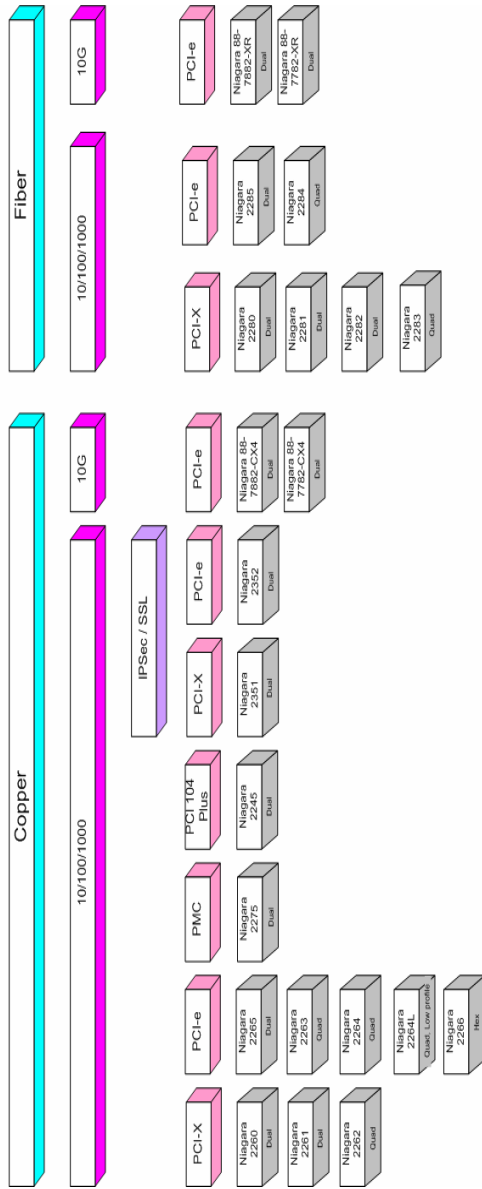 Copper
Fiber
10/100/1000
10G
10/100/1000
10G
IPSec / SSL
PCI-X
PCI-e
PMC
PCI 104
Plus
PCI-X
PCI-e
PCI-e
PCI-X
PCI-e
PCI-e
Niagara
2260
Dual
Niagara
2265
Dual
Niagara
2275
Dual
Niagara
2245
Dual
Niagara
2351
Dual
Niagara
2352
Dual
Niagara 88-
7882-CX4
Dual
Niagara
2280
Dual
Niagara
2285
Dual
Niagara 88-
7682-XR
Dual
Niagara
2261
Dual
Niagara
2263
Quad
Niagara 88-
7782-CX4
Dual
Niagara
2281
Dual
Niagara
2284
Quad
Niagara 88-
7782-XR
Dual
Niagara
2262
Quad
Niagara
2264
Quad
Niagara
2282
Dual
Niagara
2264L
Quad, Low profile
Niagara
2283
Quad
Niagara
2266
Hex